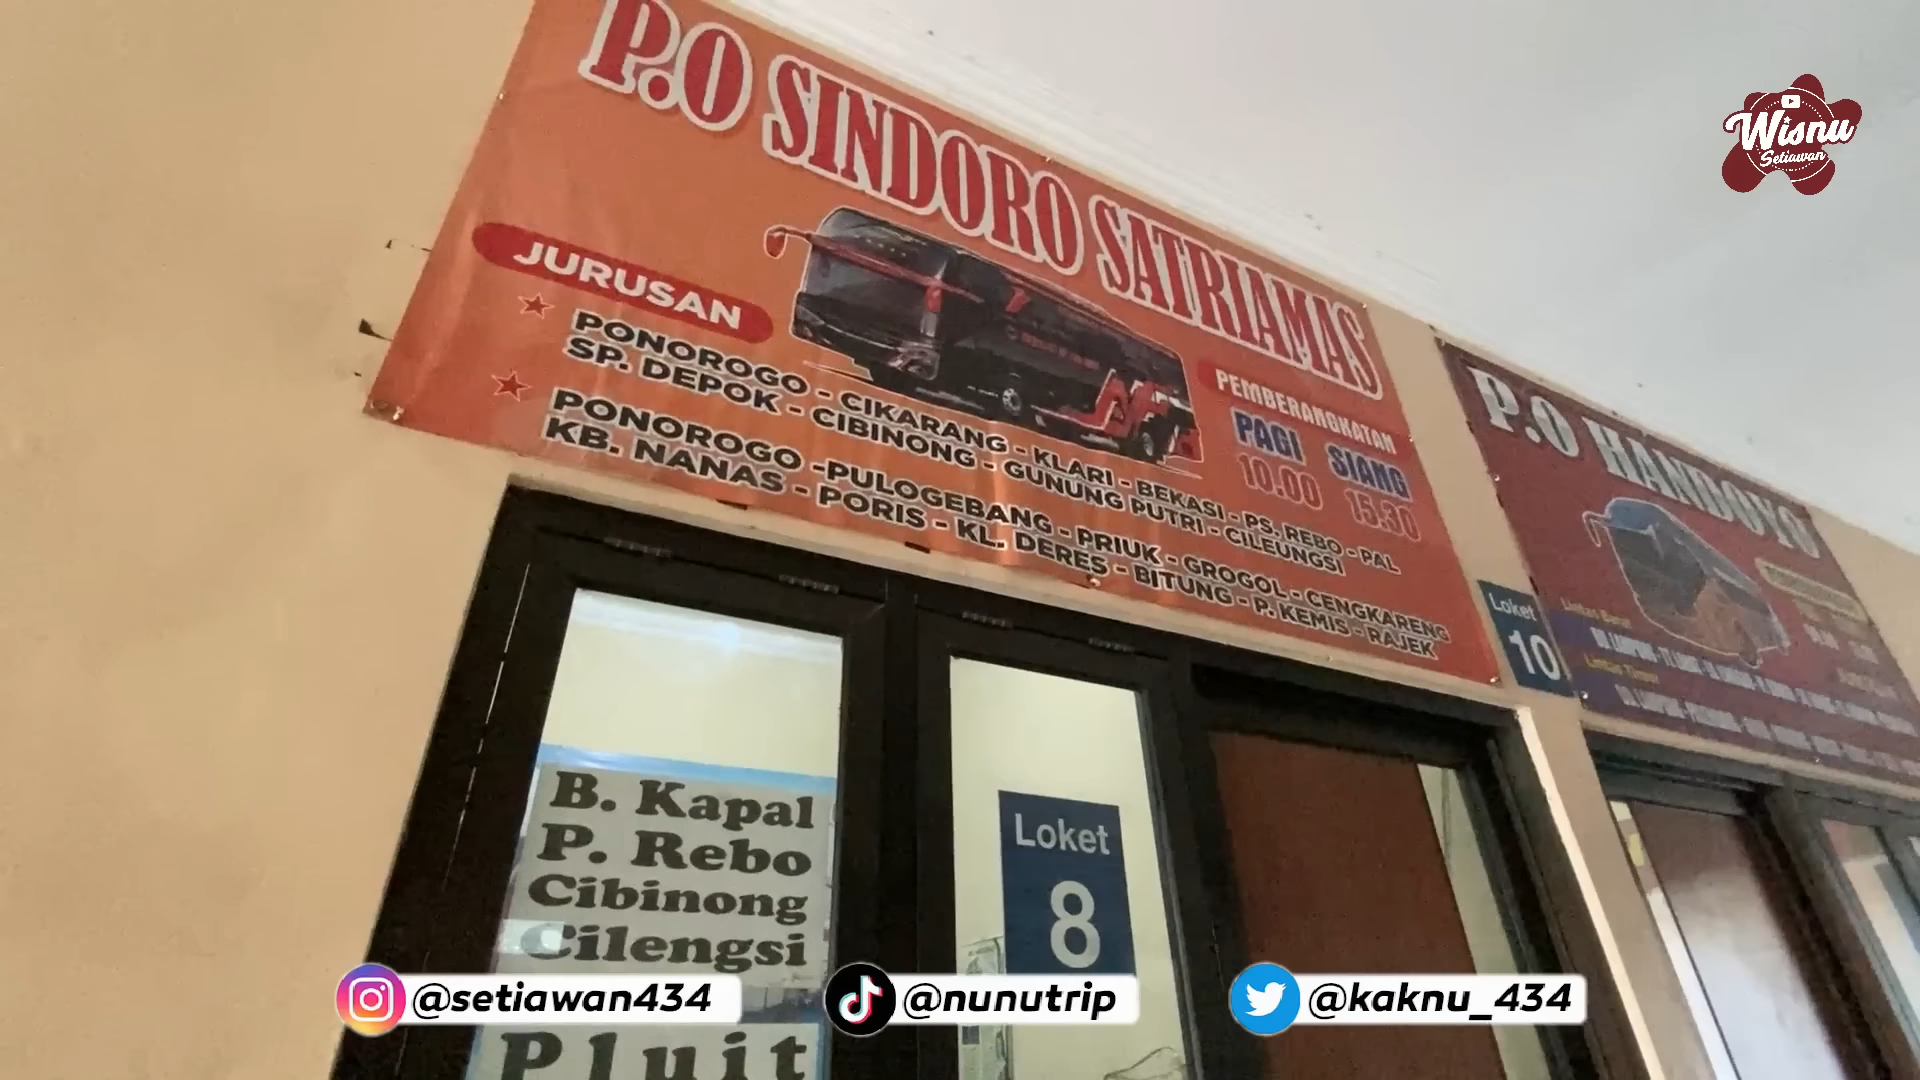 P.O SINDORO SATRIAMAS
JURUSAN
PONOROGO - CIKARANG - KLARI - BEKASI - PS. REBO - PAL
SP. DEPOK - CIBINONG - GUNUNG PUTRI - CILEUNGSI
PONOROGO -PULOGEBANG - PRIUK - GROGOL - CENGKARENG
KB. NANAS - PORIS - KL. DERES - BITUNG - P. KEMIS - RAJEK
PEMBERANGKATAN
PAGI SIANG
10.00 15.30
P.O HANDOYO
Loket
10
B. Kapal
P. Rebo
Cibinong
Cilengsi
Pluit
Loket
8
Wisnu
Setiawan
@setiawan434
@nunutrip
@kaknu_434